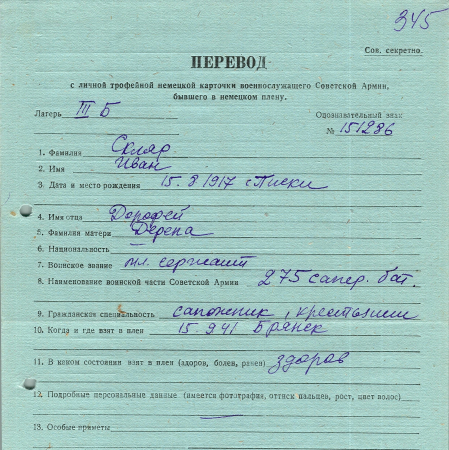 345
Сов. секретно.
ПЕРЕВОД
с личной трофейной немецкой карточки военнослужащего Советской Армии,
бывшего в немецком плену.
Лагерь III Б Опознавательный знак
№ 151286
1. Фамилия Скляр
2. Имя Иван
3. Дата и место рождения 15.8 1917 с Писки
4. Имя отца Дорофей
5. Фамилия матери Дерепа
6. Национальность —
7. Воинское звание мл. сержант
8. Наименование воинской части Советской Армии 275 сапер. бат.
9. Гражданская специальность сапожник, крестьянин
10. Когда и где взят в плен 15.9 41 Брянск
11. В каком состоянии взят в плен (здоров, болен, ранен) здоров
12. Подробные персональные данные (имеется фотография, оттиск пальцев, рост, цвет волос)
—
13. Особые приметы